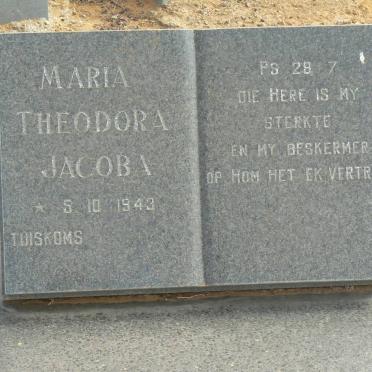 MARIA
THEODORA
JACOBA
* 5 10 1943
TUISKOMS
PS 28 7
DIE HERE IS MY
STERKTE
EN MY BESKERMER
OP HOM HET EK VERTR